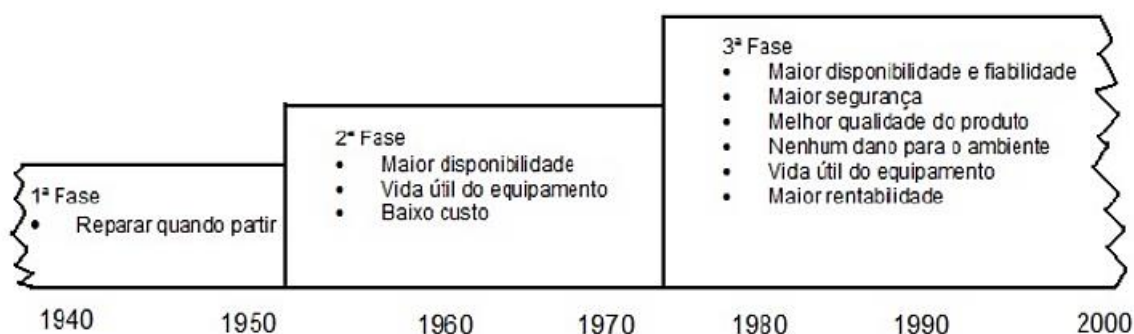 1ª Fase
• Reparar quando partir
2ª Fase
• Maior disponibilidade
• Vida útil do equipamento
• Baixo custo
3ª Fase
• Maior disponibilidade e fiabilidade
• Maior segurança
• Melhor qualidade do produto
• Nenhum dano para o ambiente
• Vida útil do equipamento
• Maior rentabilidade
1940 1950 1960 1970 1980 1990 2000